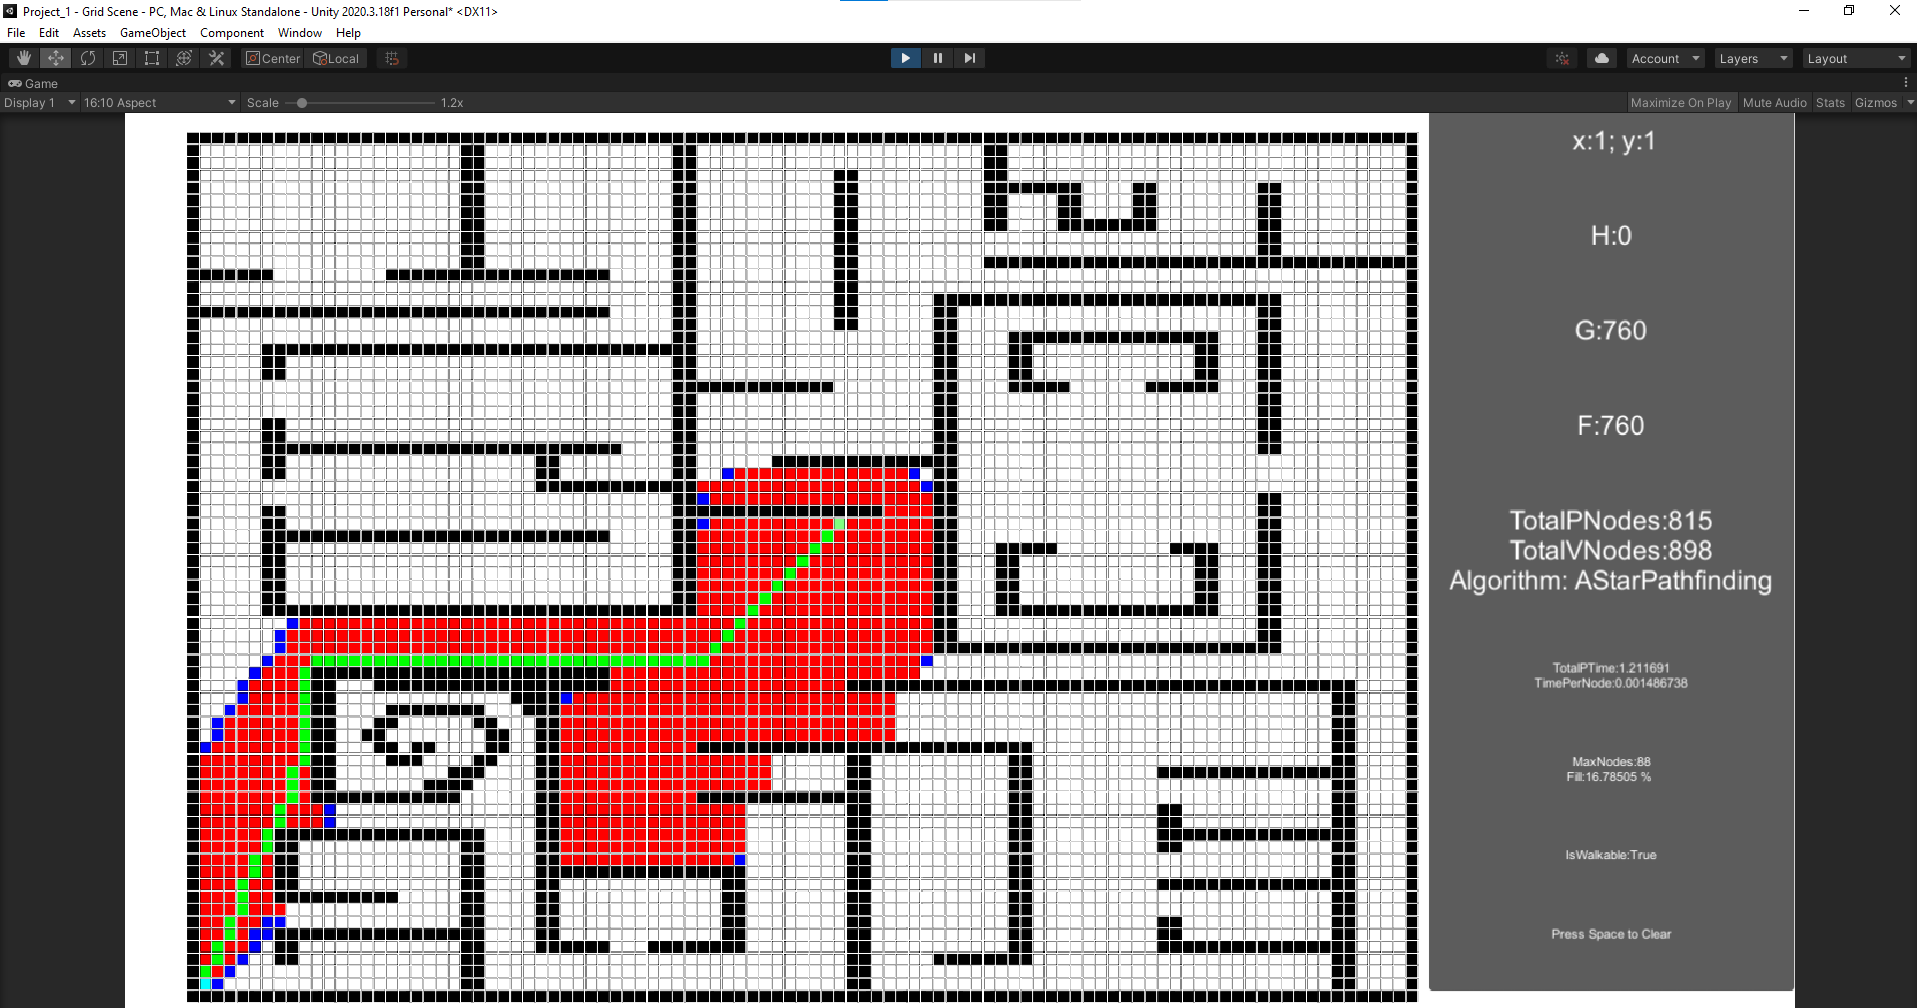 Project_1 - Grid Scene - PC, Mac & Linux Standalone - Unity 2020.3.18f1 Personal* <DX11>
File Edit Assets GameObject Component Window Help
Center Local Account Layers Layout
Game
Display 1 16:10 Aspect Scale 1.2x Maximize On Play Mute Audio Stats Gizmos
x:1; y:1
H:0
G:760
F:760
TotalPNodes:815
TotalVNodes:898
Algorithm: AStarPathfinding
TotalPTime:1.211691
TimePerNode:0.001486738
MaxNodes:88
Fill:16.78505 %
IsWalkable:True
Press Space to Clear